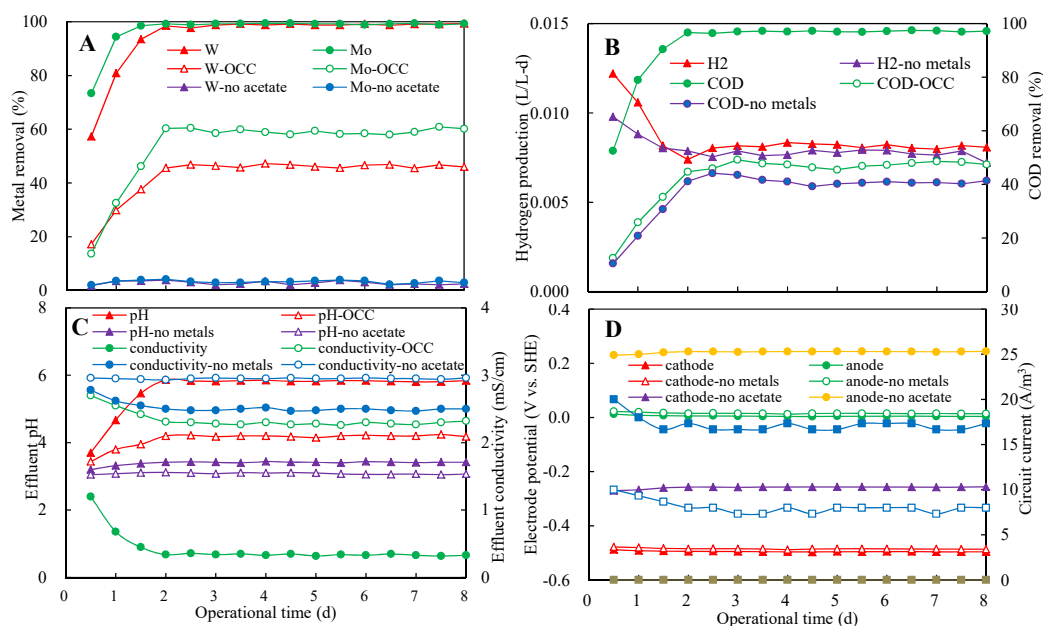 A
W
Mo
W-OCC
Mo-OCC
W-no acetate
Mo-no acetate
Metal removal (%)
100
80
60
40
20
0
B
H2
H2-no metals
COD
COD-OCC
COD-no metals
Hydrogen production (L/L-d)
0.015
0.010
0.005
0.000
COD removal (%)
100
80
60
40
20
0
C
pH
pH-OCC
pH-no metals
pH-no acetate
conductivity
conductivity-OCC
conductivity-no metals
conductivity-no acetate
Effluent pH
8
6
4
2
0
Effluent conductivity (mS/cm)
4
3
2
1
0
0 1 2 3 4 5 6 7 8
Operational time (d)
D
cathode
anode
cathode-no metals
anode-no metals
cathode-no acetate
anode-no acetate
Electrode potential (V vs. SHE)
0.4
0.2
0.0
-0.2
-0.4
-0.6
Circuit current (A/m³)
30
25
20
15
10
5
0
0 1 2 3 4 5 6 7 8
Operational time (d)